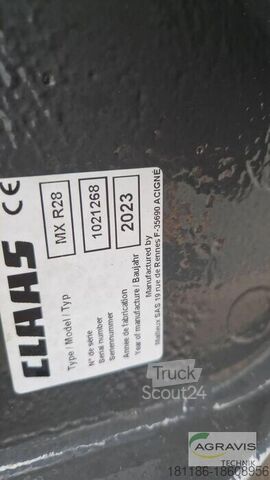 CLAAS CE
Type / Model / Typ
MX R28
N° de série
Serial number
Seriennummer
1021268
Année de fabrication
Year of manufacture / Baujahr
2023
Manufactured by
Mailleux SAS 19 rue de Rennes F-35690 ACIGNÉ
Truck
Scout24
AGRAVIS
TECHNIK
181186-18608956